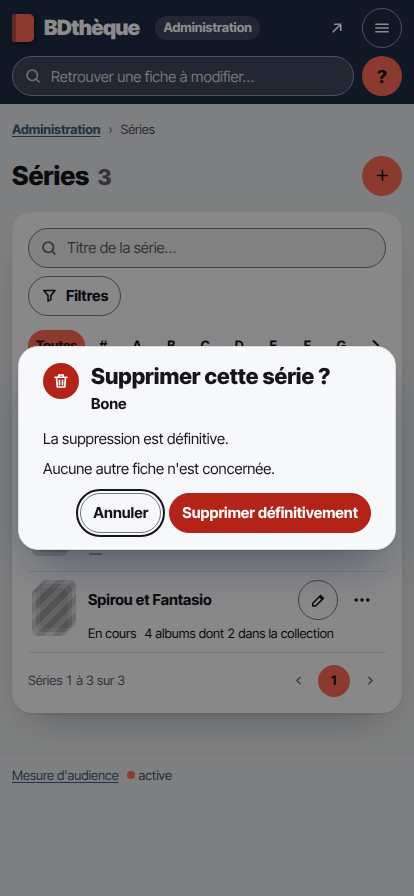 BDthèque Administration
Retrouver une fiche à modifier…
?
Administration › Séries
Séries 3
+
Titre de la série…
Filtres
Toutes # A B C D E F G
Supprimer cette série ?
Bone
La suppression est définitive.
Aucune autre fiche n'est concernée.
Annuler Supprimer définitivement
Spirou et Fantasio
En cours 4 albums dont 2 dans la collection
Séries 1 à 3 sur 3
‹ 1 ›
Mesure d'audience active